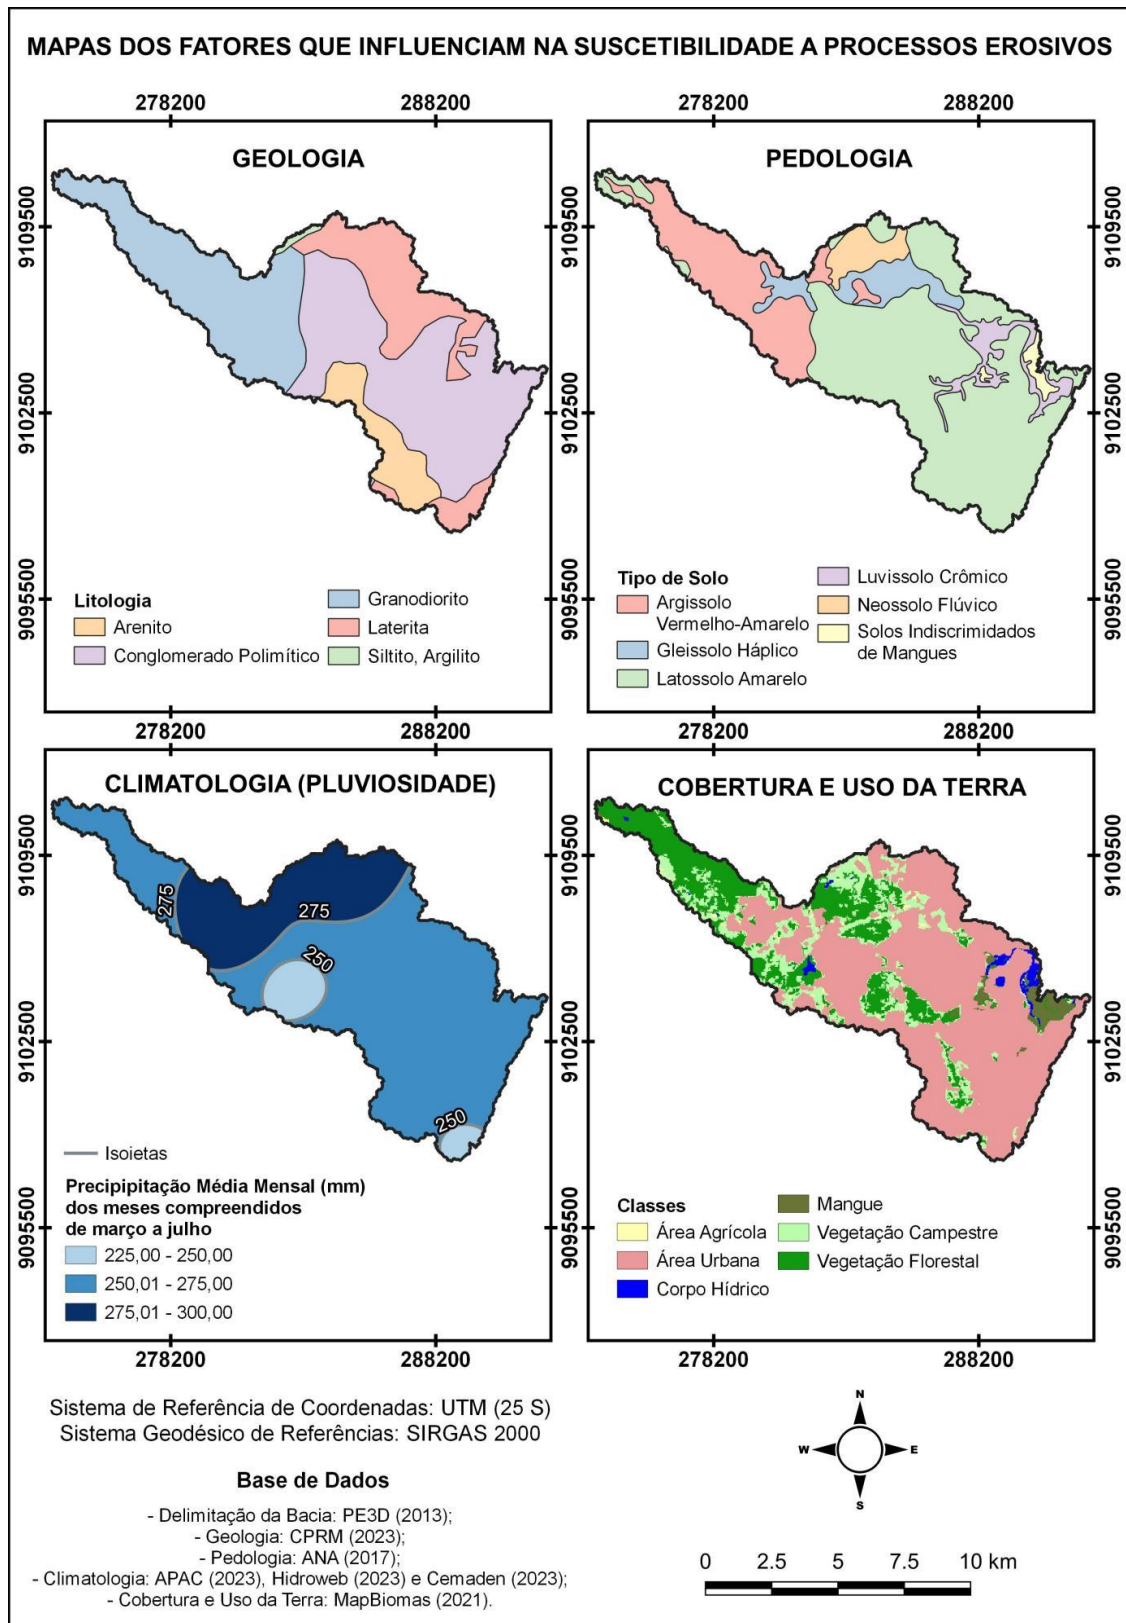 MAPAS DOS FATORES QUE INFLUENCIAM NA SUSCETIBILIDADE A PROCESSOS EROSIVOS
278200
288200
278200
288200
GEOLOGIA
9109500
9102500
9095500
Litologia
Arenito
Conglomerado Polimítico
Granodiorito
Laterita
Siltito, Argilito
PEDOLOGIA
9109500
9102500
9095500
9109500
9102500
9095500
Tipo de Solo
Argissolo
Vermelho-Amarelo
Gleissolo Háplico
Latossolo Amarelo
Luvissolo Crômico
Neossolo Flúvico
Solos Indiscrimidados
de Mangues
278200
288200
278200
288200
CLIMATOLOGIA (PLUVIOSIDADE)
9109500
9102500
9095500
275
275
250
250
Isoietas
Precipipitação Média Mensal (mm)
dos meses compreendidos
de março a julho
225,00 - 250,00
250,01 - 275,00
275,01 - 300,00
COBERTURA E USO DA TERRA
9109500
9102500
9095500
9109500
9102500
9095500
Classes
Área Agrícola
Área Urbana
Corpo Hídrico
Mangue
Vegetação Campestre
Vegetação Florestal
278200
288200
278200
288200
Sistema de Referência de Coordenadas: UTM (25 S)
Sistema Geodésico de Referências: SIRGAS 2000
Base de Dados
- Delimitação da Bacia: PE3D (2013);
- Geologia: CPRM (2023);
- Pedologia: ANA (2017);
- Climatologia: APAC (2023), Hidroweb (2023) e Cemaden (2023);
- Cobertura e Uso da Terra: MapBiomas (2021).
N
W
E
S
0 2.5 5 7.5 10 km